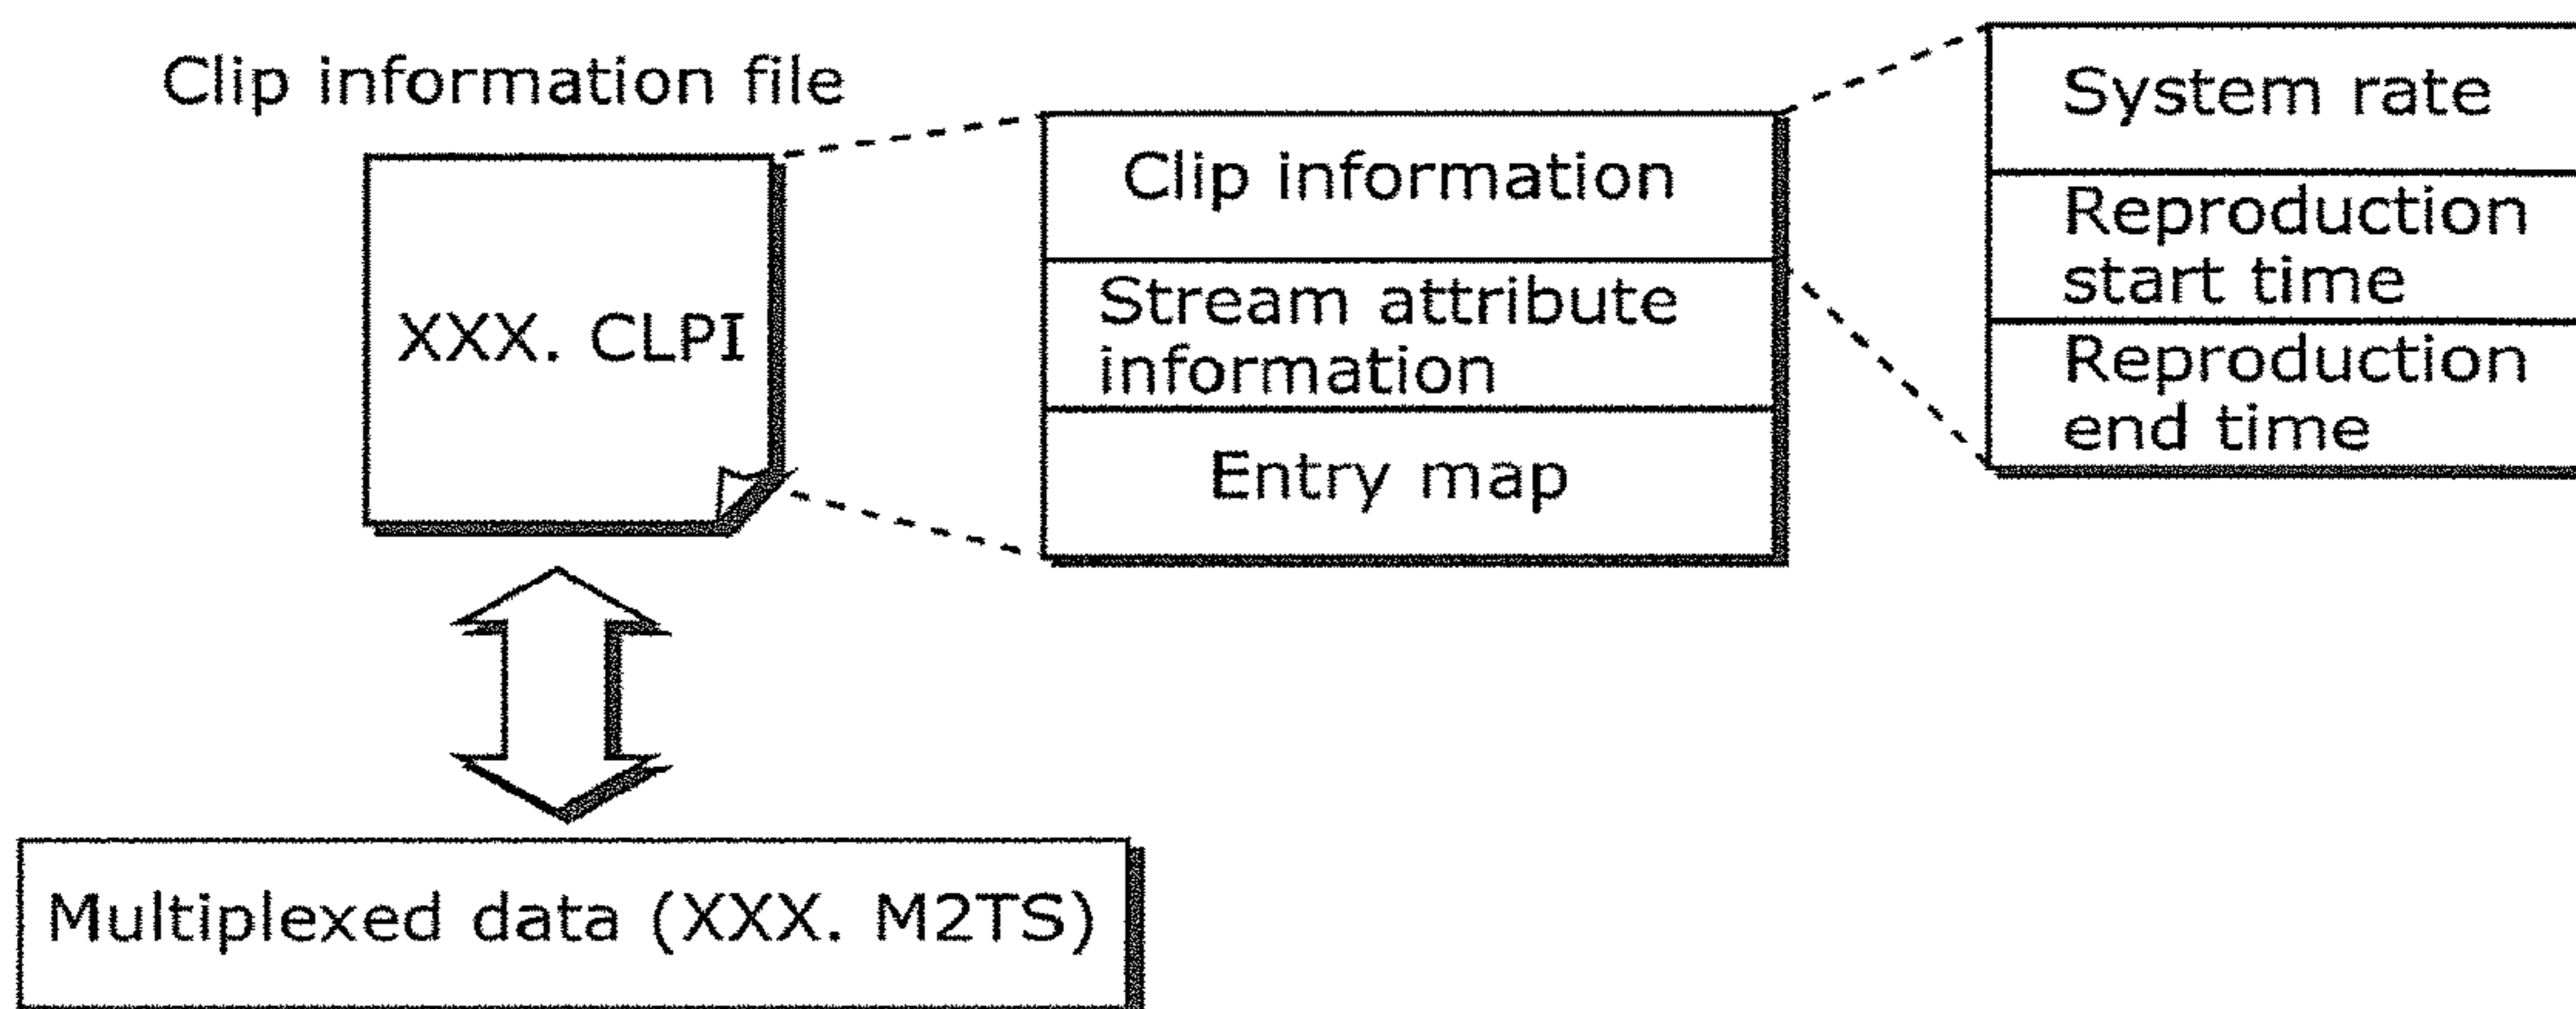 Clip information file
XXX. CLPI
Clip information
Stream attribute
information
Entry map
System rate
Reproduction
start time
Reproduction
end time
Multiplexed data (XXX. M2TS)